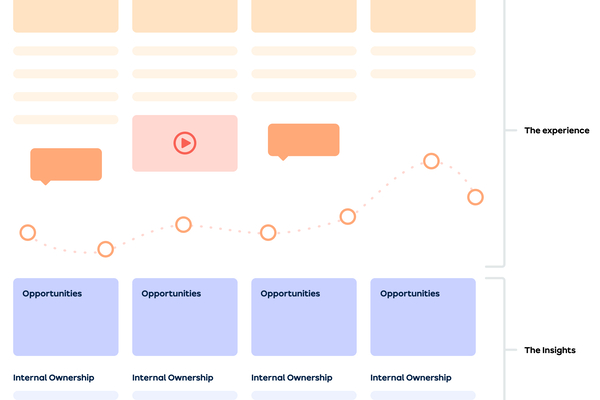 The experience
Opportunities
Opportunities
Opportunities
Opportunities
The Insights
Internal Ownership
Internal Ownership
Internal Ownership
Internal Ownership